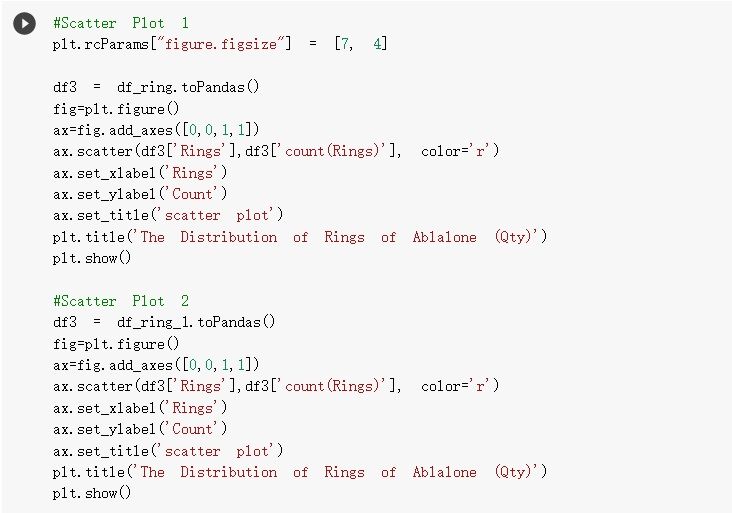 #Scatter Plot 1
plt.rcParams["figure.figsize"] = [7, 4]
df3 = df_ring.toPandas()
fig=plt.figure()
ax=fig.add_axes([0,0,1,1])
ax.scatter(df3['Rings'],df3['count(Rings)'], color='r')
ax.set_xlabel('Rings')
ax.set_ylabel('Count')
ax.set_title('scatter plot')
plt.title('The Distribution of Rings of Ablalone (Qty)')
plt.show()
#Scatter Plot 2
df3 = df_ring_1.toPandas()
fig=plt.figure()
ax=fig.add_axes([0,0,1,1])
ax.scatter(df3['Rings'],df3['count(Rings)'], color='r')
ax.set_xlabel('Rings')
ax.set_ylabel('Count')
ax.set_title('scatter plot')
plt.title('The Distribution of Rings of Ablalone (Qty)')
plt.show()